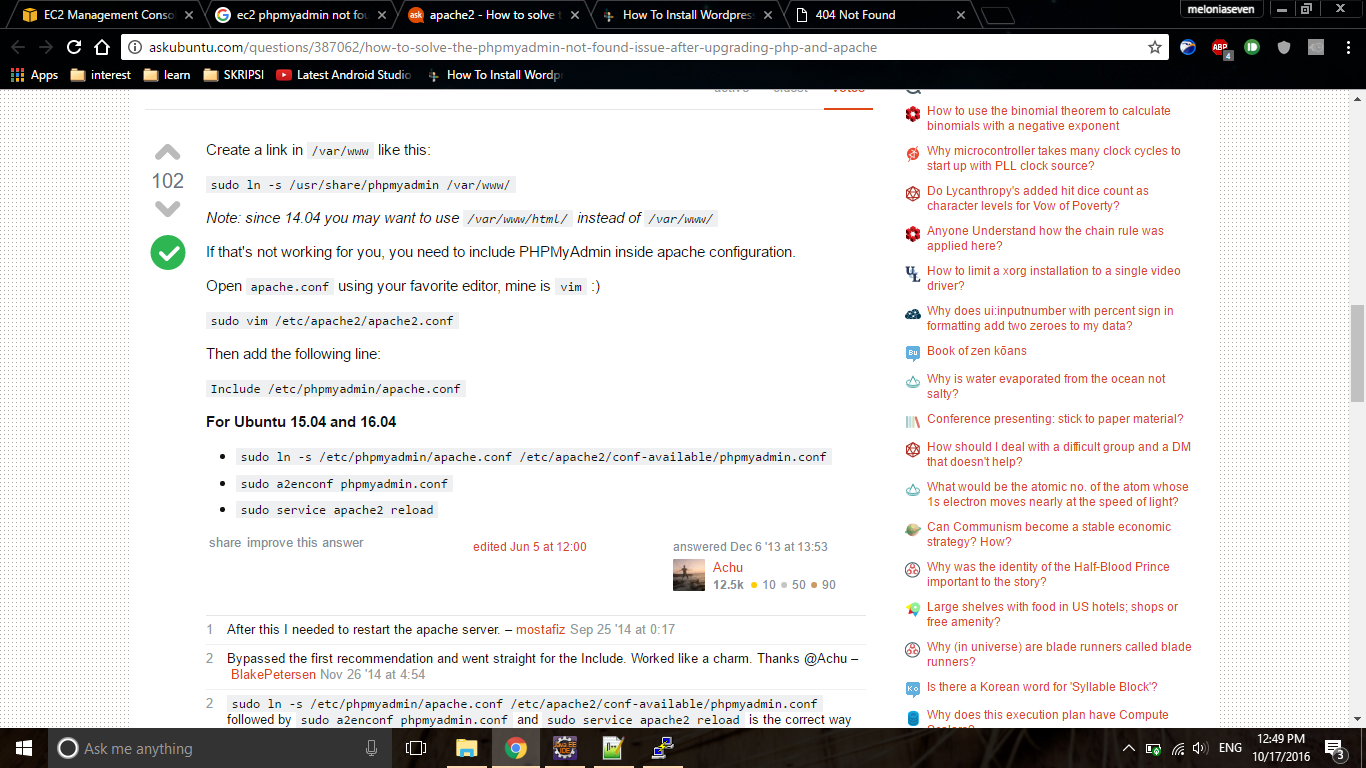 EC2 Management Conso
ec2 phpmyadmin not fou
apache2 - How to solve t
How To Install Wordpres
404 Not Found
meloniaseven
askubuntu.com/questions/387062/how-to-solve-the-phpmyadmin-not-found-issue-after-upgrading-php-and-apache
ABP
4
Apps
interest
learn
SKRIPSI
Latest Android Studio
How To Install Wordp
active oldest votes
Create a link in /var/www like this:
102
sudo ln -s /usr/share/phpmyadmin /var/www/
Note: since 14.04 you may want to use /var/www/html/ instead of /var/www/
If that's not working for you, you need to include PHPMyAdmin inside apache configuration.
Open apache.conf using your favorite editor, mine is vim :)
sudo vim /etc/apache2/apache2.conf
Then add the following line:
Include /etc/phpmyadmin/apache.conf
For Ubuntu 15.04 and 16.04
sudo ln -s /etc/phpmyadmin/apache.conf /etc/apache2/conf-available/phpmyadmin.conf
sudo a2enconf phpmyadmin.conf
sudo service apache2 reload
share improve this answer
edited Jun 5 at 12:00
answered Dec 6 '13 at 13:53
Achu
12.5k 10 50 90
1 After this I needed to restart the apache server. – mostafiz Sep 25 '14 at 0:17
2 Bypassed the first recommendation and went straight for the Include. Worked like a charm. Thanks @Achu –
BlakePetersen Nov 26 '14 at 4:54
2 sudo ln -s /etc/phpmyadmin/apache.conf /etc/apache2/conf-available/phpmyadmin.conf
followed by sudo a2enconf phpmyadmin.conf and sudo service apache2 reload is the correct way
How to use the binomial theorem to calculate
binomials with a negative exponent
Why microcontroller takes many clock cycles to
start up with PLL clock source?
Do Lycanthropy's added hit dice count as
character levels for Vow of Poverty?
Anyone Understand how the chain rule was
applied here?
UL
How to limit a xorg installation to a single video
driver?
Why does ui:inputnumber with percent sign in
formatting add two zeroes to my data?
Bu
Book of zen kōans
Why is water evaporated from the ocean not
salty?
Conference presenting: stick to paper material?
How should I deal with a difficult group and a DM
that doesn't help?
What would be the atomic no. of the atom whose
1s electron moves nearly at the speed of light?
Can Communism become a stable economic
strategy? How?
Why was the identity of the Half-Blood Prince
important to the story?
Large shelves with food in US hotels; shops or
free amenity?
Why (in universe) are blade runners called blade
runners?
Ko
Is there a Korean word for 'Syllable Block'?
Why does this execution plan have Compute
Ask me anything
ENG
12:49 PM
10/17/2016
3